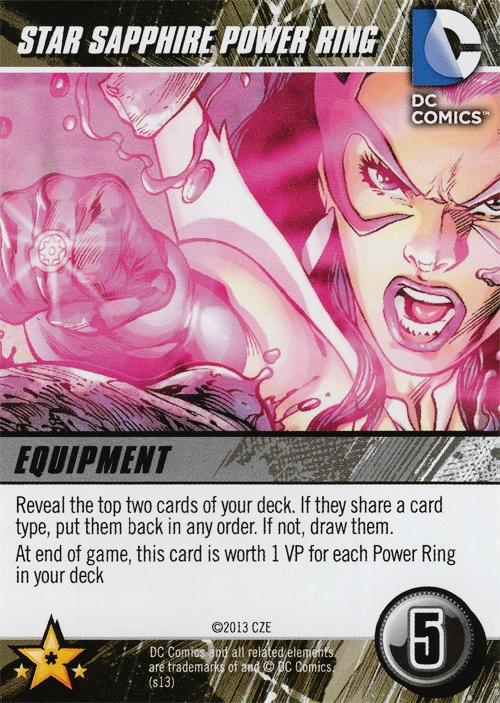 STAR SAPPHIRE POWER RING
DC
DC
COMICS™
EQUIPMENT
Reveal the top two cards of your deck. If they share a card
type, put them back in any order. If not, draw them.
At end of game, this card is worth 1 VP for each Power Ring
in your deck
©2013 CZE
DC Comics and all related elements
are trademarks of and © DC Comics.
(s13)
*
5